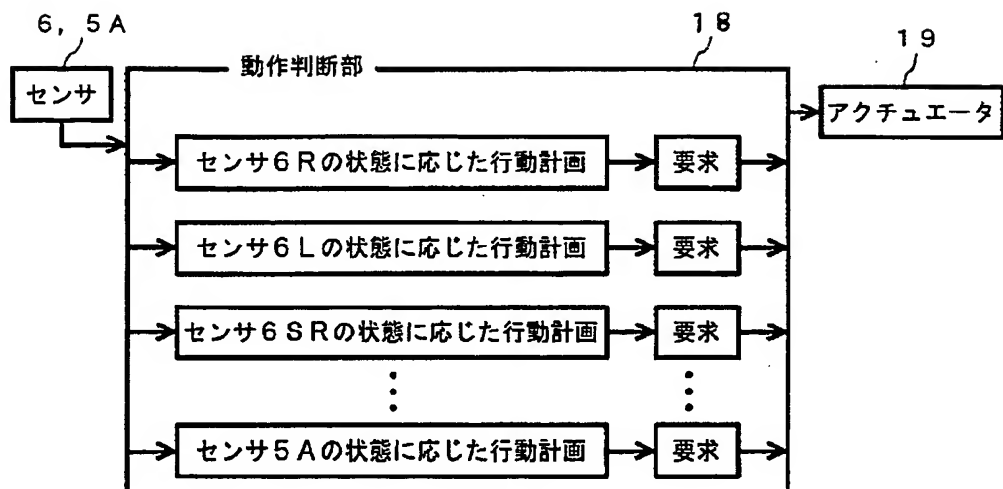 6, 5A
センサ
動作判断部
18
19
アクチュエータ
センサ6Rの状態に応じた行動計画
要求
センサ6Lの状態に応じた行動計画
要求
センサ6SRの状態に応じた行動計画
要求
センサ5Aの状態に応じた行動計画
要求